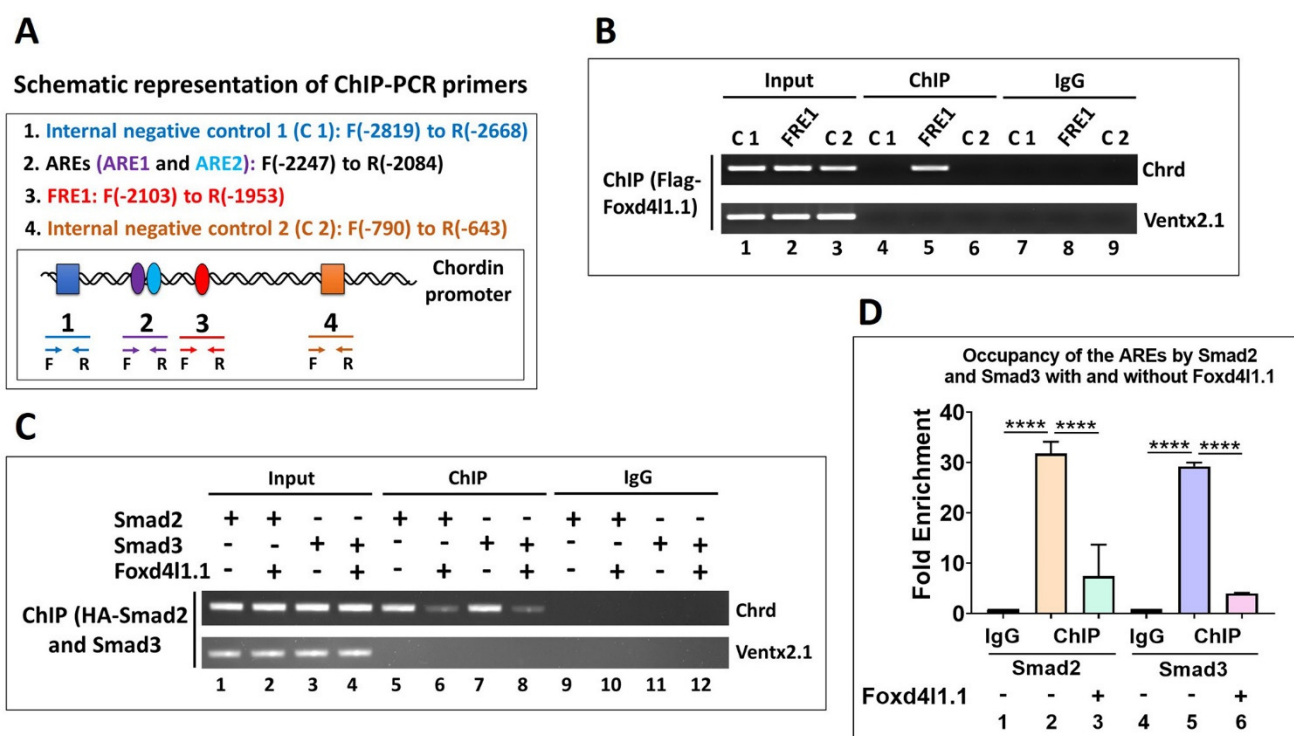 A
Schematic representation of ChIP-PCR primers
1. Internal negative control 1 (C 1): F(-2819) to R(-2668)
2. AREs (ARE1 and ARE2): F(-2247) to R(-2084)
3. FRE1: F(-2103) to R(-1953)
4. Internal negative control 2 (C 2): F(-790) to R(-643)
Chordin
promoter
1 2 3 4
F R F R F R F R
B
Input ChIP IgG
C 1 FRE1 C 2 C 1 FRE1 C 2 C 1 FRE1 C 2
ChIP (Flag-
Foxd4l1.1)
Chrd
Ventx2.1
1 2 3 4 5 6 7 8 9
C
Input ChIP IgG
Smad2 + + - - + + - - + + - -
Smad3 - - + + - - + + - - + +
Foxd4l1.1 - + - + - + - + - + - +
ChIP (HA-Smad2
and Smad3
Chrd
Ventx2.1
1 2 3 4 5 6 7 8 9 10 11 12
D
Occupancy of the AREs by Smad2
and Smad3 with and without Foxd4l1.1
Fold Enrichment
40
30
20
10
0
**** **** **** ****
IgG ChIP IgG ChIP
Smad2 Smad3
Foxd4l1.1 - - + - - +
1 2 3 4 5 6